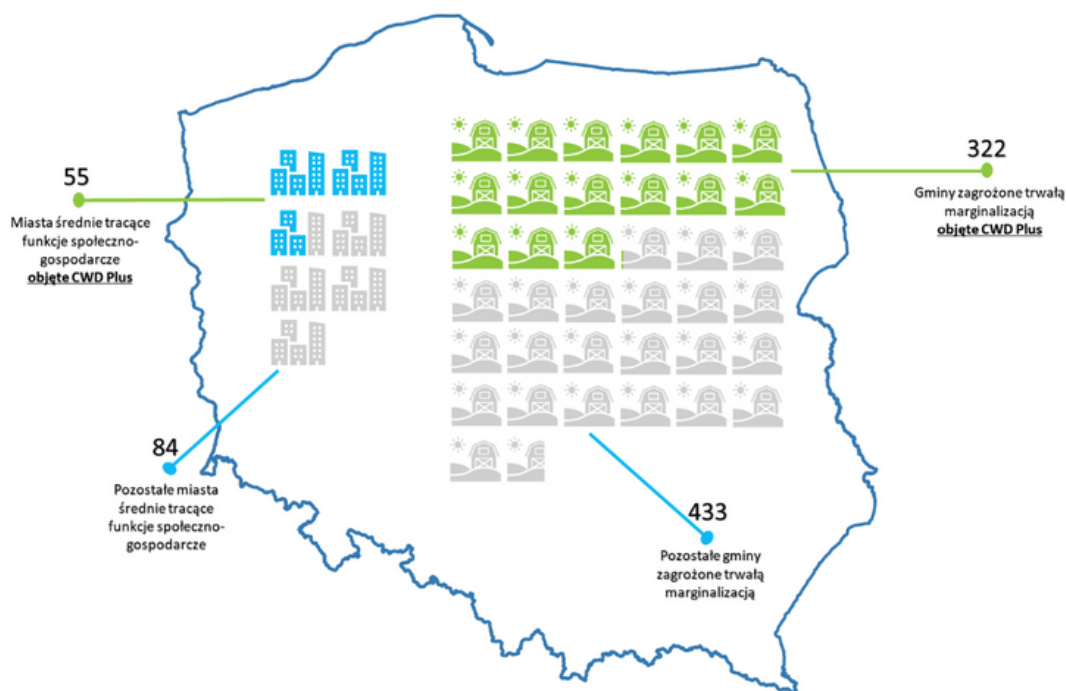 55
Miasta średnie tracące
funkcje społeczno-
gospodarcze
objęte CWD Plus
322
Gminy zagrożone trwałą
marginalizacją
objęte CWD Plus
84
Pozostałe miasta
średnie tracące
funkcje społeczno-
gospodarcze
433
Pozostałe gminy
zagrożone trwałą
marginalizacją